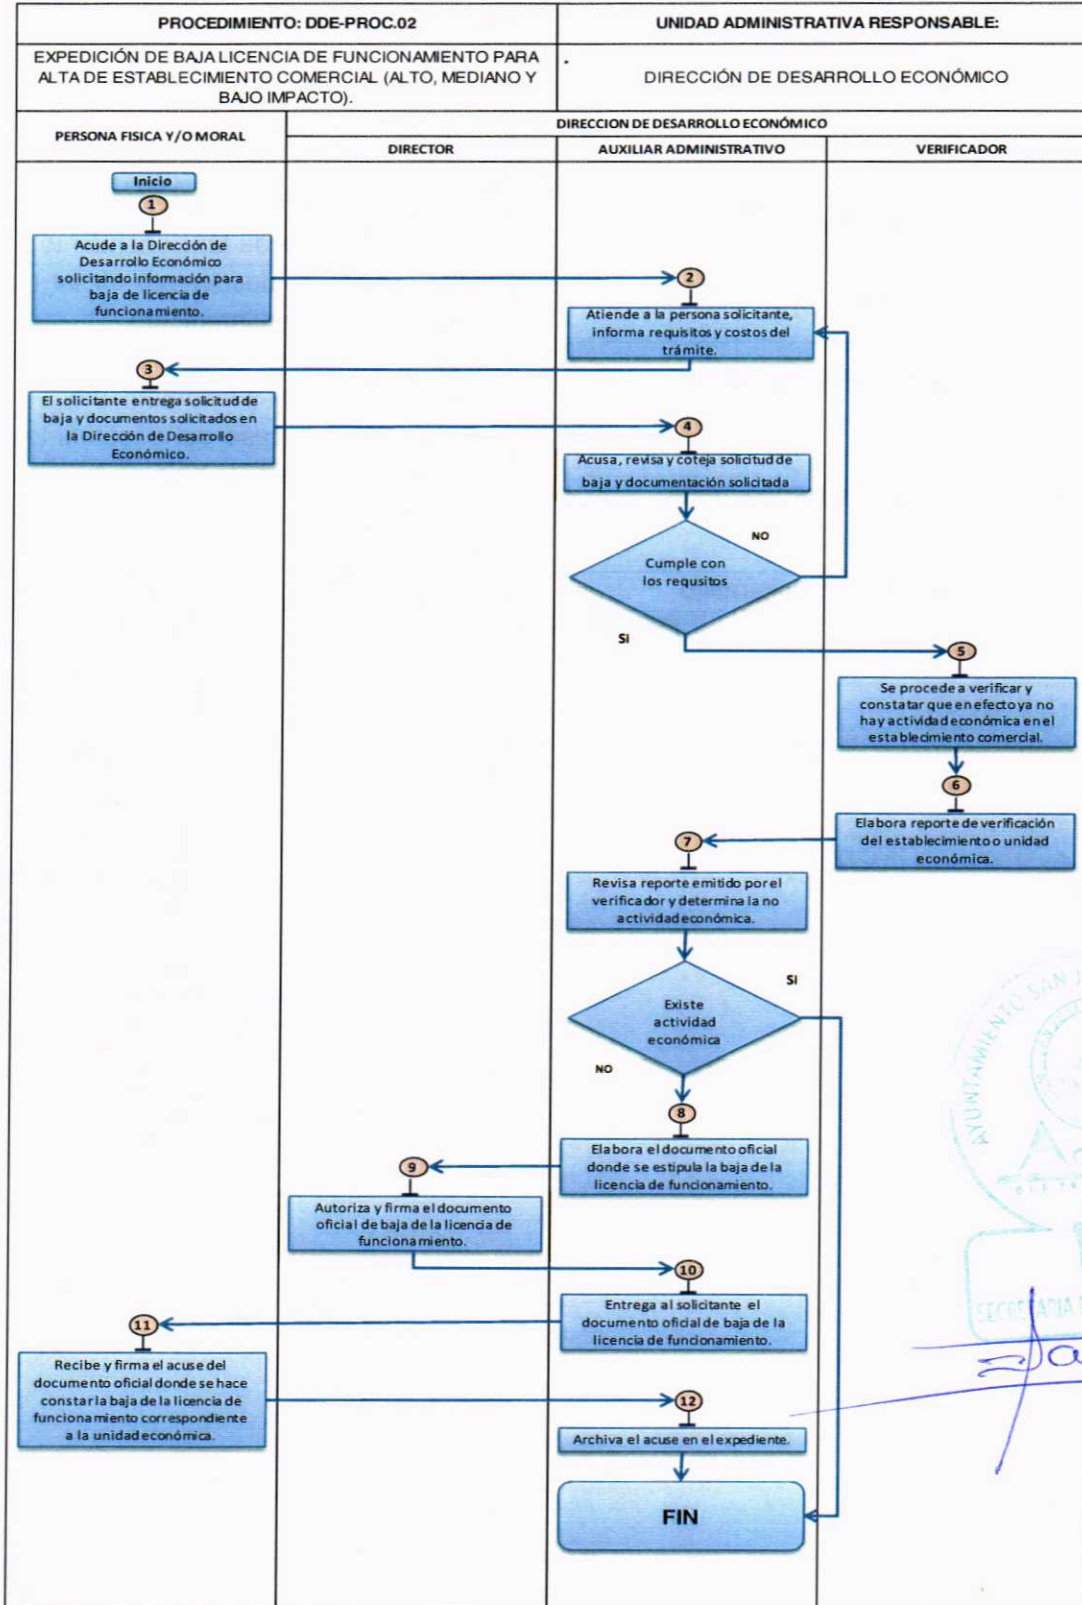 PROCEDIMIENTO: DDE-PROC.02
UNIDAD ADMINISTRATIVA RESPONSABLE:
EXPEDICIÓN DE BAJA LICENCIA DE FUNCIONAMIENTO PARA
ALTA DE ESTABLECIMIENTO COMERCIAL (ALTO, MEDIANO Y
BAJO IMPACTO).
DIRECCIÓN DE DESARROLLO ECONÓMICO
PERSONA FISICA Y/O MORAL
DIRECCION DE DESARROLLO ECONÓMICO
DIRECTOR
AUXILIAR ADMINISTRATIVO
VERIFICADOR
Inicio
1
Acude a la Dirección de
Desarrollo Económico
solicitando información para
baja de licencia de
funcionamiento.
2
Atiende a la persona solicitante,
informa requisitos y costos del
trámite.
3
El solicitante entrega solicitud de
baja y documentos solicitados en
la Dirección de Desarrollo
Económico.
4
Acusa, revisa y coteja solicitud de
baja y documentación solicitada
NO
Cumple con
los requsitos
SI
5
Se procede a verificar y
constatar que en efecto ya no
hay actividad económica en el
establecimiento comercial.
6
Elabora reporte de verificación
del establecimiento o unidad
económica.
7
Revisa reporte emitido por el
verificador y determina la no
actividad económica.
SI
Existe
actividad
económica
NO
8
Elabora el documento oficial
donde se estipula la baja de la
licencia de funcionamiento.
9
Autoriza y firma el documento
oficial de baja de la licencia de
funcionamiento.
10
Entrega al solicitante el
documento oficial de baja de la
licencia de funcionamiento.
11
Recibe y firma el acuse del
documento oficial donde se hace
constar la baja de la licencia de
funcionamiento correspondiente
a la unidad económica.
12
Archiva el acuse en el expediente.
FIN
AYUNTAMIENTO SAN
SECRETARIA